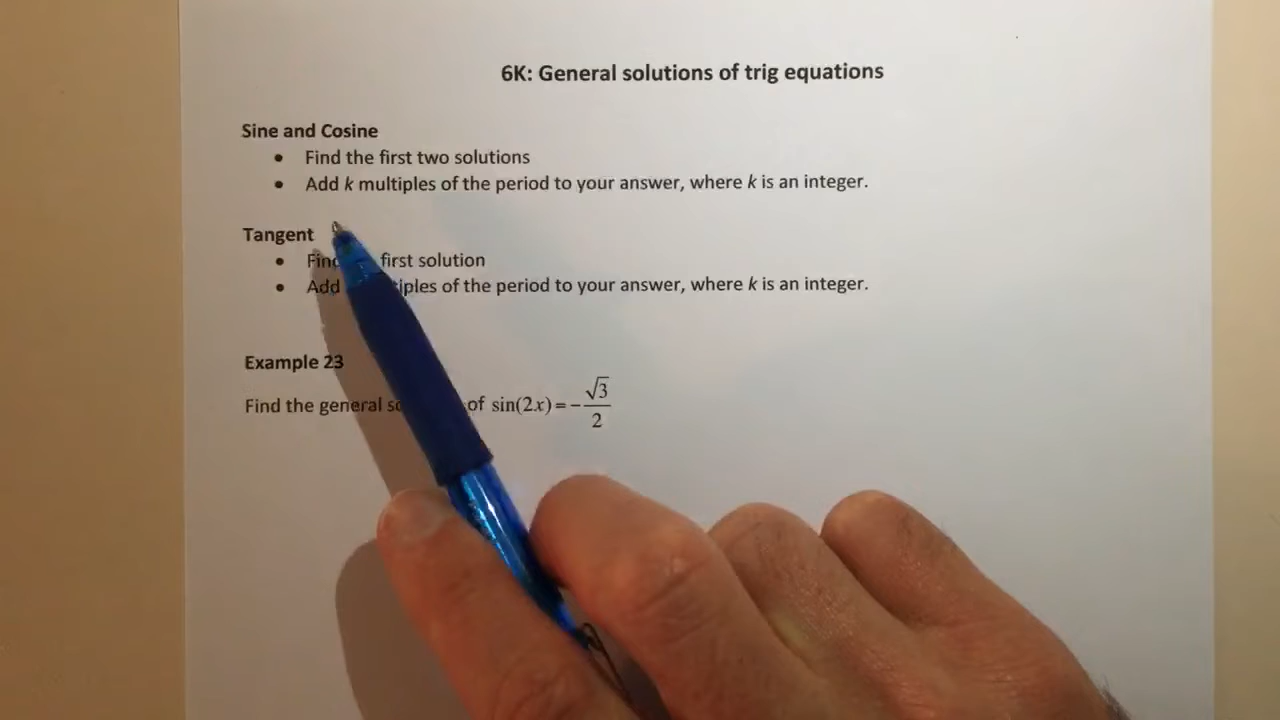 6K: General solutions of trig equations
Sine and Cosine
• Find the first two solutions
• Add k multiples of the period to your answer, where k is an integer.
Tangent
• Find first solution
• Add iples of the period to your answer, where k is an integer.
Example 23
Find the general of sin(2x) = -√3/2